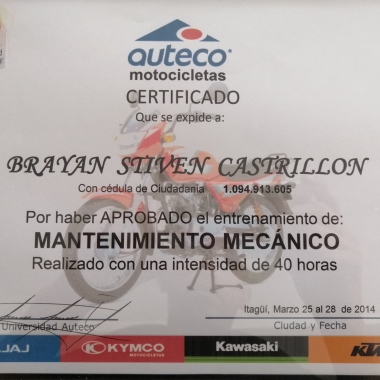 auteco
motocicletas
CERTIFICADO
Que se expide a:
BRAYAN STIVEN CASTRILLON
Con cédula de Ciudadania 1.094.913.605
Por haber APROBADO el entrenamiento de:
MANTENIMIENTO MECÁNICO
Realizado con una intensidad de 40 horas
Itagüí, Marzo 25 al 28 de 2014
Universidad Auteco
Ciudad y Fecha
KYMCO
MOTOCICLETAS
Kawasaki